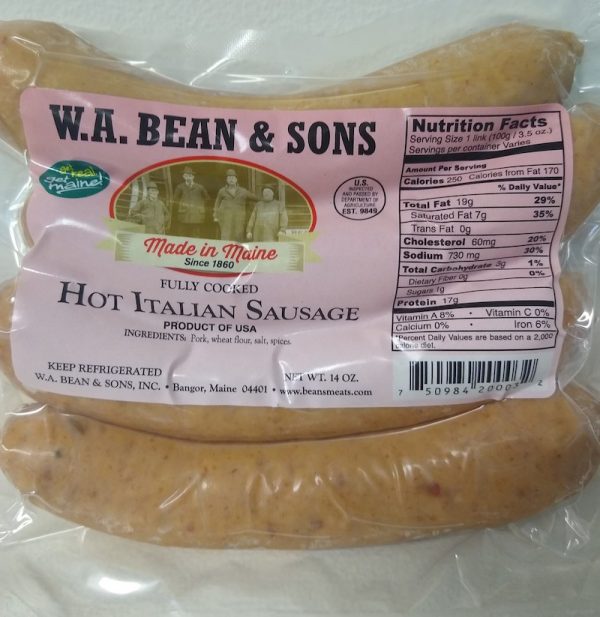 W.A. BEAN & SONS
get real
get
maine!
U.S.
INSPECTED
AND PASSED BY
DEPARTMENT OF
AGRICULTURE
EST. 9849
Made in Maine
Since 1860
FULLY COOKED
HOT ITALIAN SAUSAGE
PRODUCT OF USA
INGREDIENTS: Pork, wheat flour, salt, spices.
KEEP REFRIGERATED
NET WT. 14 OZ.
W.A. BEAN & SONS, INC. • Bangor, Maine 04401 • www.beansmeats.com
Nutrition Facts
Serving Size 1 link (100g / 3.5 oz.)
Servings per container Varies
Amount Per Serving
Calories 250 Calories from Fat 170
% Daily Value*
Total Fat 19g 29%
Saturated Fat 7g 35%
Trans Fat 0g
Cholesterol 60mg 20%
Sodium 730 mg 30%
Total Carbohydrate 3g 1%
Dietary Fiber 0g 0%
Sugars 1g
Protein 17g
Vitamin A 8% • Vitamin C 0%
Calcium 0% • Iron 6%
*Percent Daily Values are based on a 2,000
calorie diet.
7 50984 20003 2